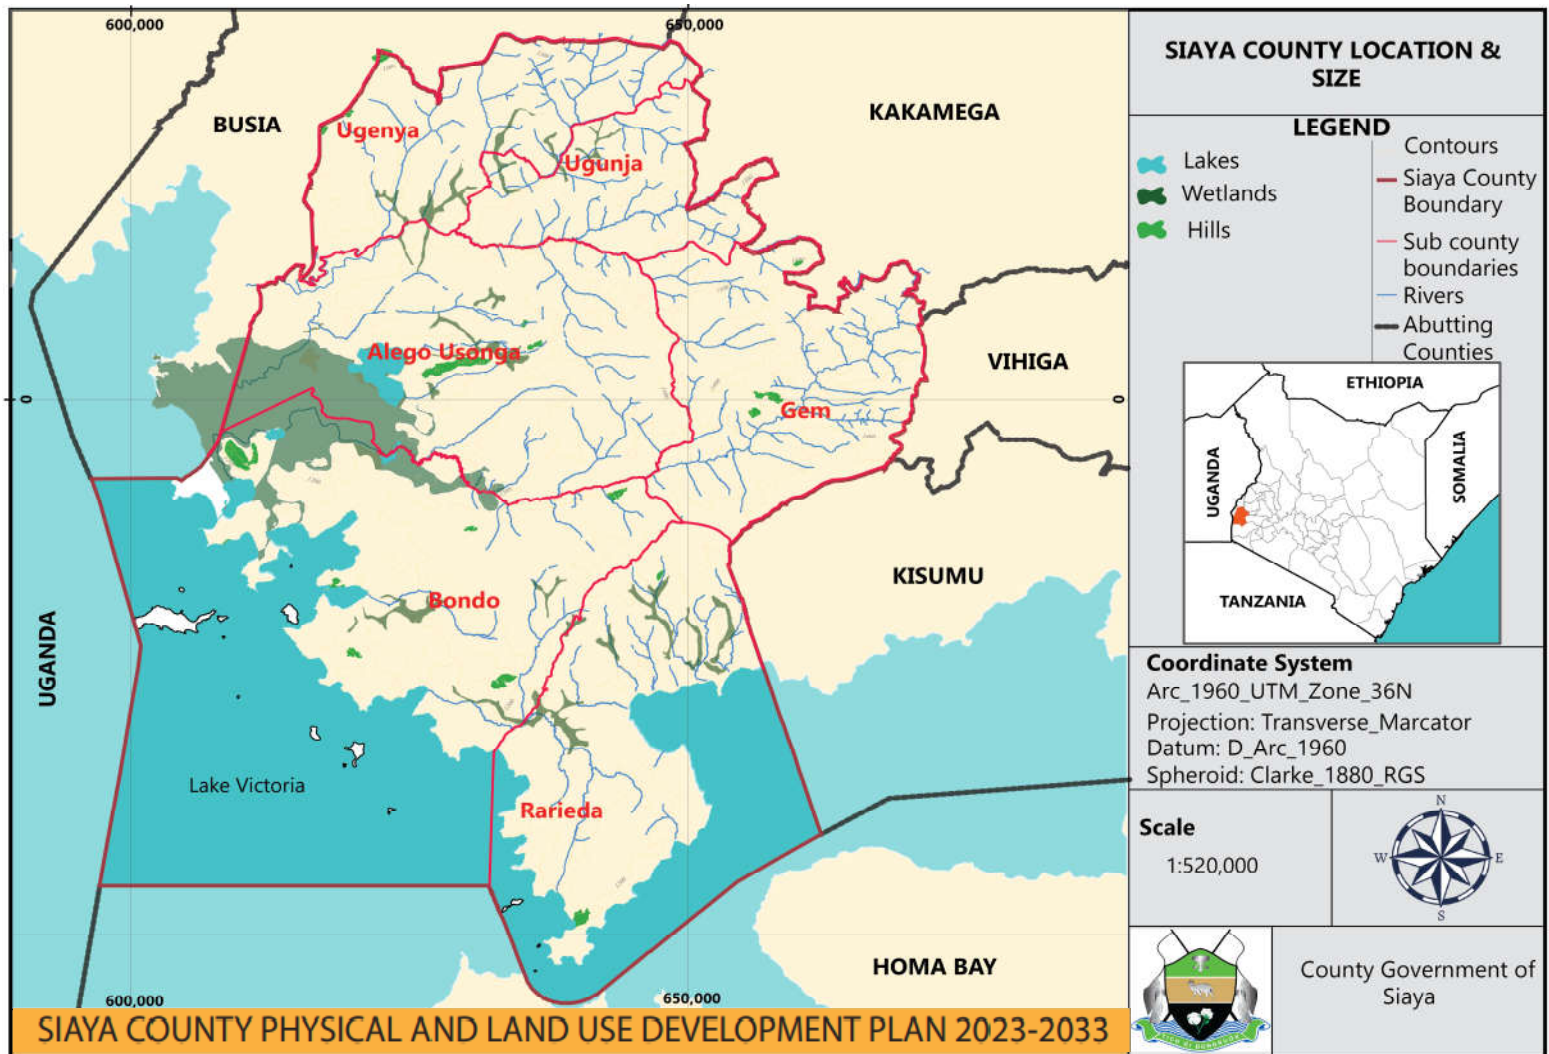 600,000
650,000
BUSIA
KAKAMEGA
Ugenya
Ugunja
Alego Usonga
VIHIGA
0
0
Gem
KISUMU
Bondo
UGANDA
Lake Victoria
Rarieda
HOMA BAY
600,000
650,000
SIAYA COUNTY PHYSICAL AND LAND USE DEVELOPMENT PLAN 2023-2033
SIAYA COUNTY LOCATION &
SIZE
LEGEND
Lakes
Wetlands
Hills
Contours
Siaya County
Boundary
Sub county
boundaries
Rivers
Abutting
Counties
ETHIOPIA
UGANDA
SOMALIA
TANZANIA
Coordinate System
Arc_1960_UTM_Zone_36N
Projection: Transverse_Marcator
Datum: D_Arc_1960
Spheroid: Clarke_1880_RGS
Scale
1:520,000
N
W
E
S
County Government of
Siaya